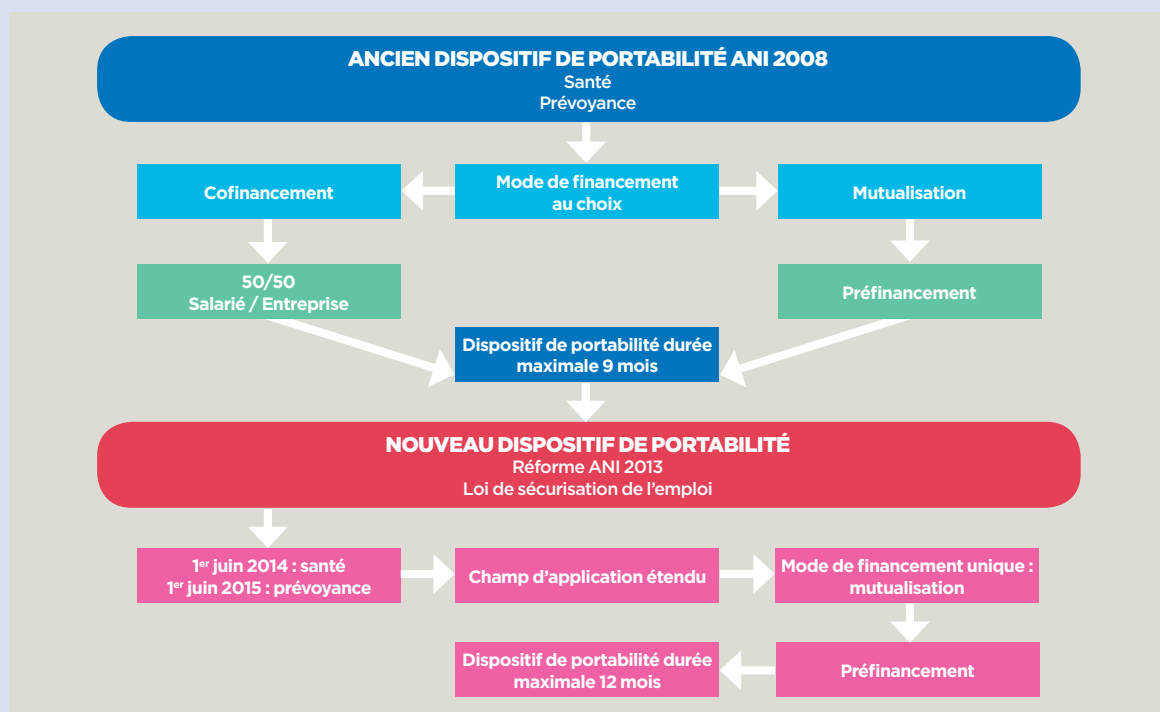 ANCIEN DISPOSITIF DE PORTABILITÉ ANI 2008
Santé
Prévoyance
Cofinancement
Mode de financement
au choix
Mutualisation
50/50
Salarié / Entreprise
Préfinancement
Dispositif de portabilité durée
maximale 9 mois
NOUVEAU DISPOSITIF DE PORTABILITÉ
Réforme ANI 2013
Loi de sécurisation de l’emploi
1er juin 2014 : santé
1er juin 2015 : prévoyance
Champ d’application étendu
Mode de financement unique :
mutualisation
Dispositif de portabilité durée
maximale 12 mois
Préfinancement